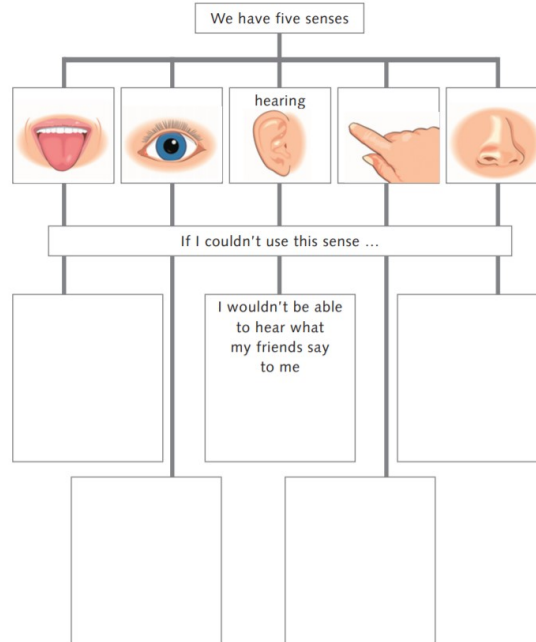 We have five senses
hearing
If I couldn't use this sense ...
I wouldn't be able
to hear what
my friends say
to me